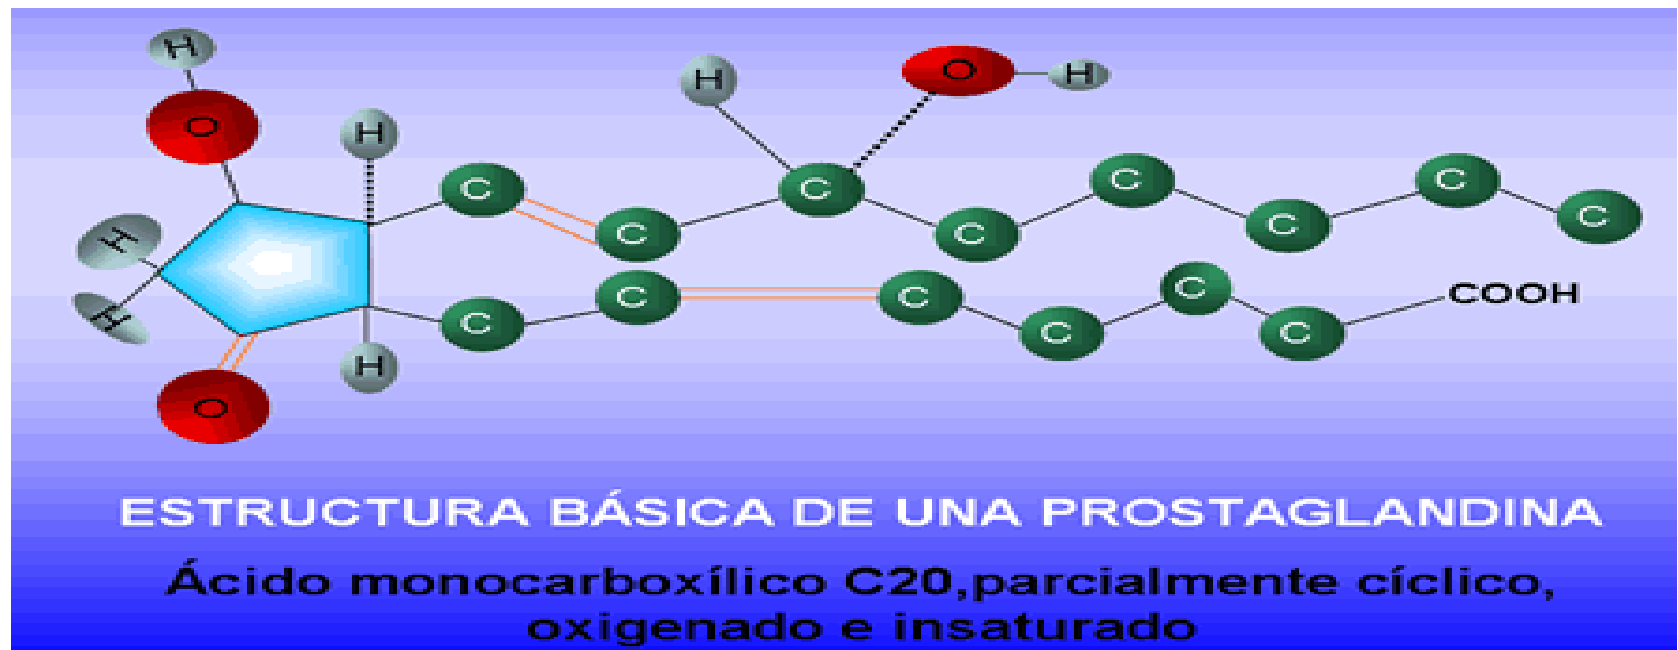 H
O
H
H
O
H
C
C
C
C
C
C
C
C
H
H
C
C
C
C
C
C
COOH
H
O
ESTRUCTURA BÁSICA DE UNA PROSTAGLANDINA
Ácido monocarboxílico C20,parcialmente cíclico,
oxigenado e insaturado